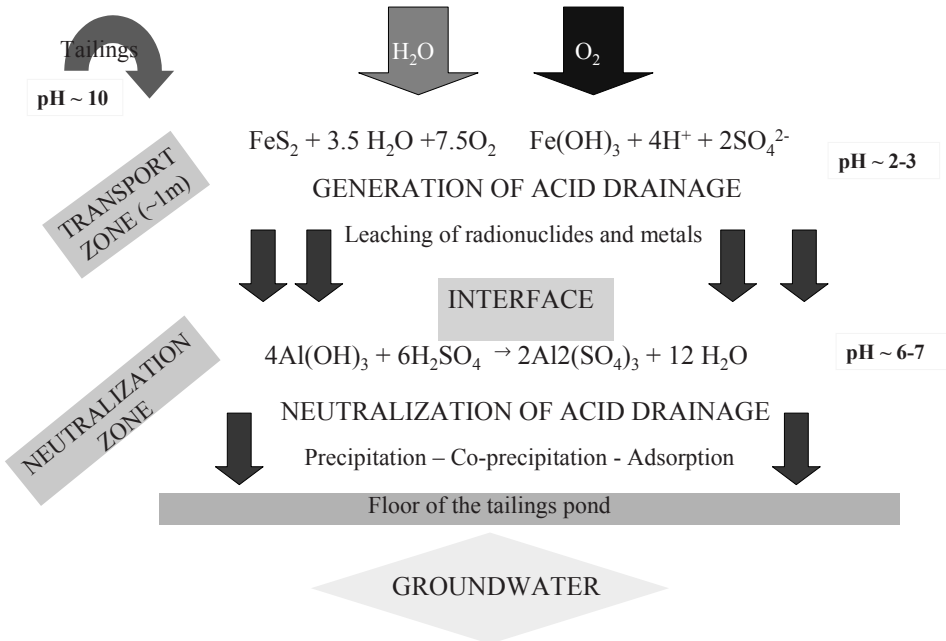 Tailings
H₂O
O₂
pH ~ 10
FeS₂ + 3.5 H₂O +7.5O₂ Fe(OH)₃ + 4H⁺ + 2SO₄²⁻
pH ~ 2-3
TRANSPORT
ZONE (~1m)
GENERATION OF ACID DRAINAGE
Leaching of radionuclides and metals
INTERFACE
4Al(OH)₃ + 6H₂SO₄ → 2Al2(SO₄)₃ + 12 H₂O
pH ~ 6-7
NEUTRALIZATION
ZONE
NEUTRALIZATION OF ACID DRAINAGE
Precipitation – Co-precipitation - Adsorption
Floor of the tailings pond
GROUNDWATER